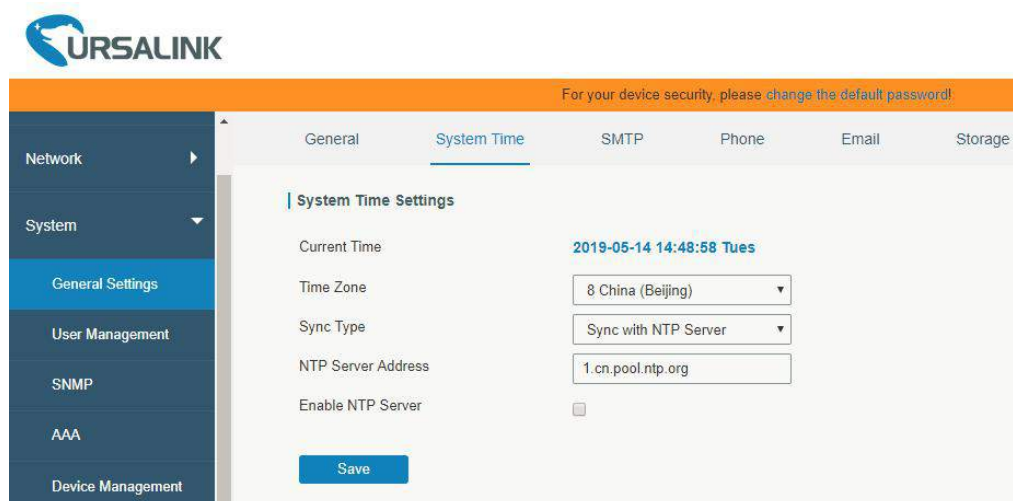 URSALINK
For your device security, please change the default password!
General System Time SMTP Phone Email Storage
Network
System
General Settings
User Management
SNMP
AAA
Device Management
System Time Settings
Current Time 2019-05-14 14:48:58 Tues
Time Zone 8 China (Beijing)
Sync Type Sync with NTP Server
NTP Server Address 1.cn.pool.ntp.org
Enable NTP Server
Save